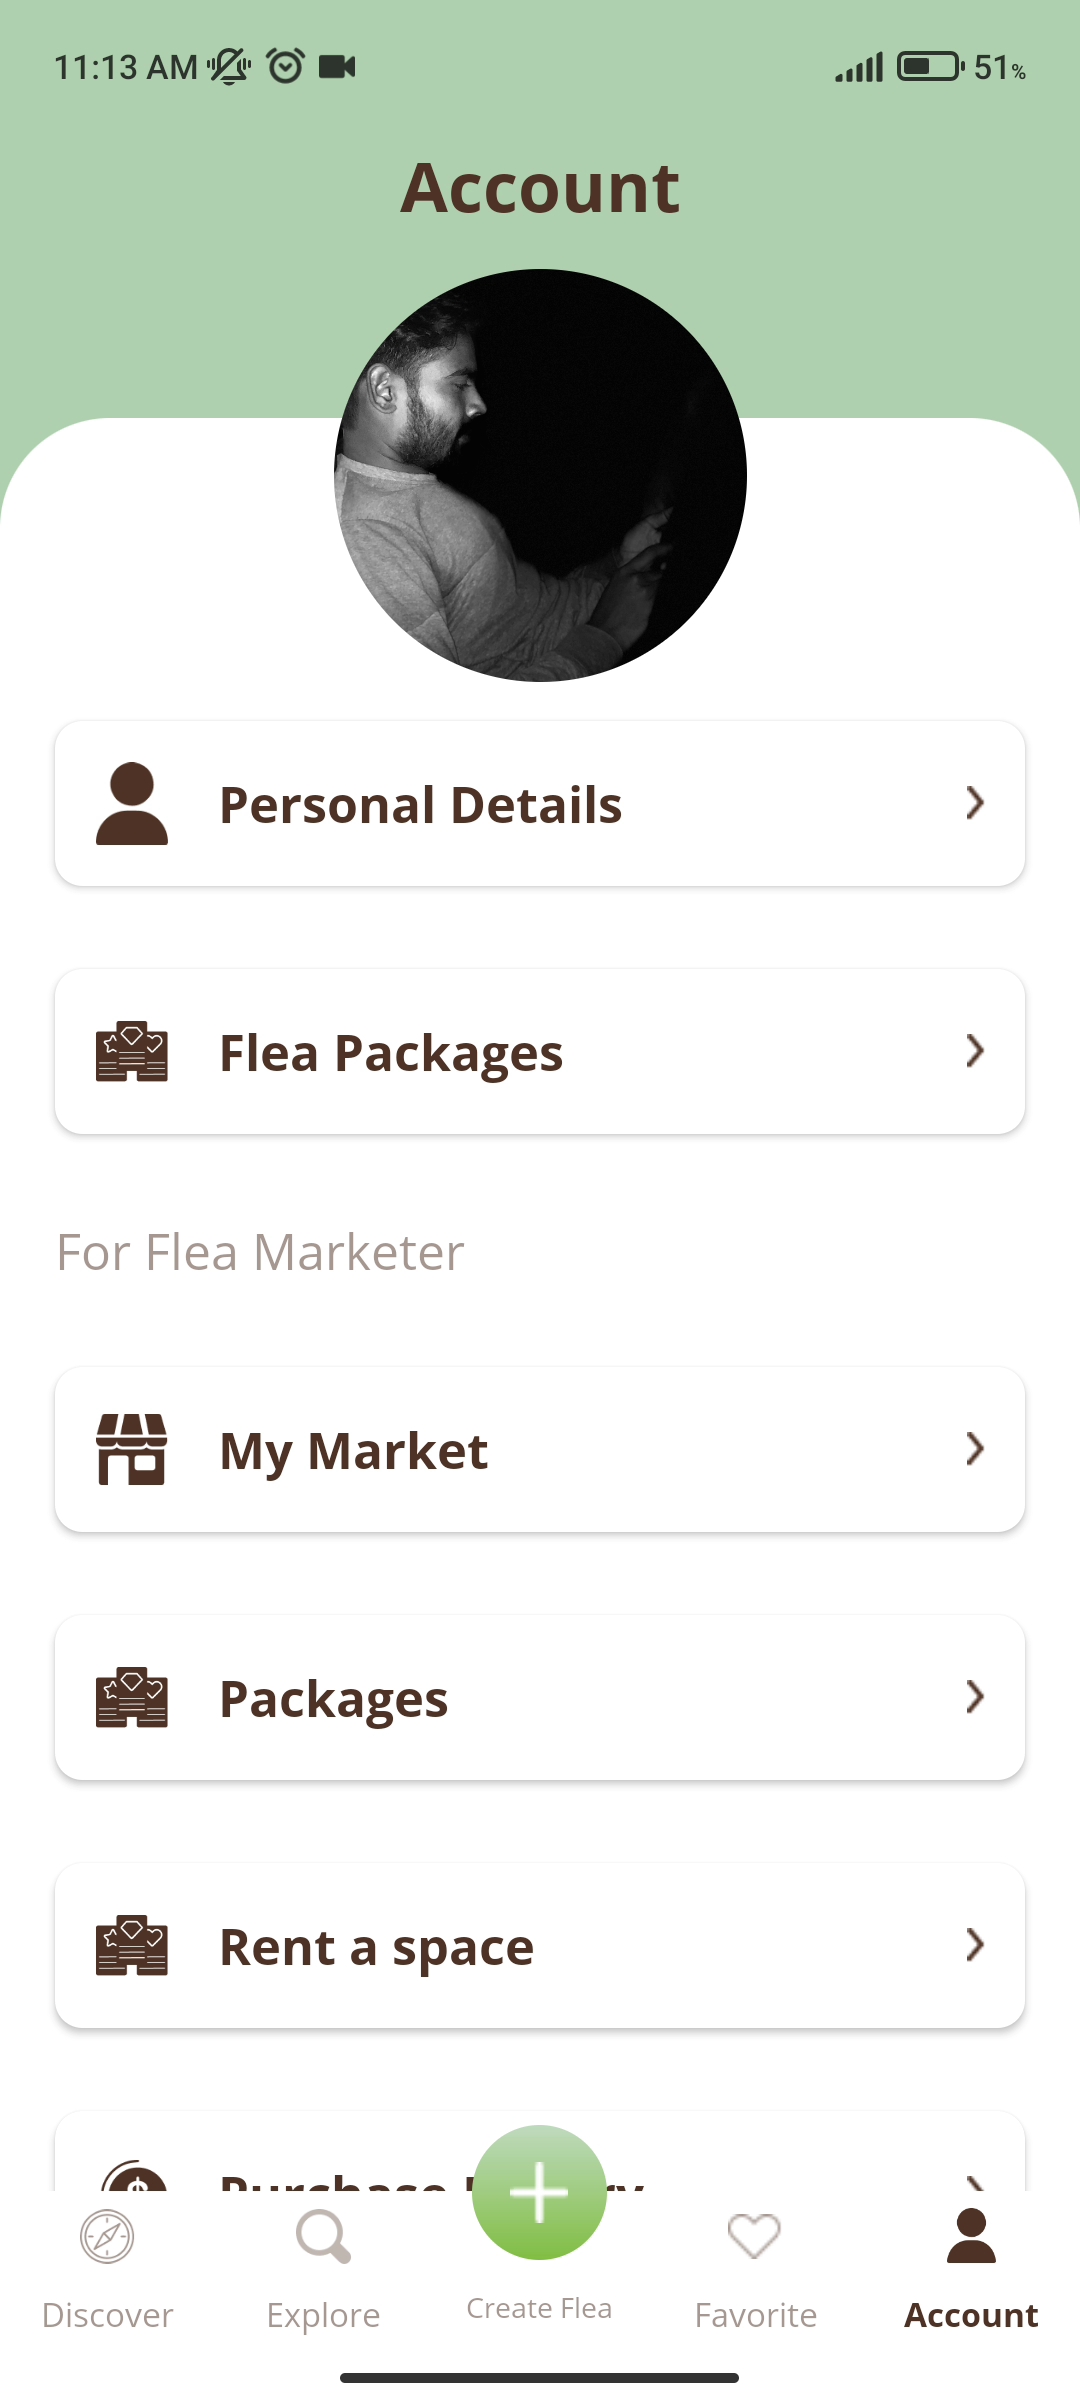 11:13 AM 51%
Account
Personal Details
Flea Packages
For Flea Marketer
My Market
Packages
Rent a space
Purchase
Discover
Explore
Create Flea
Favorite
Account